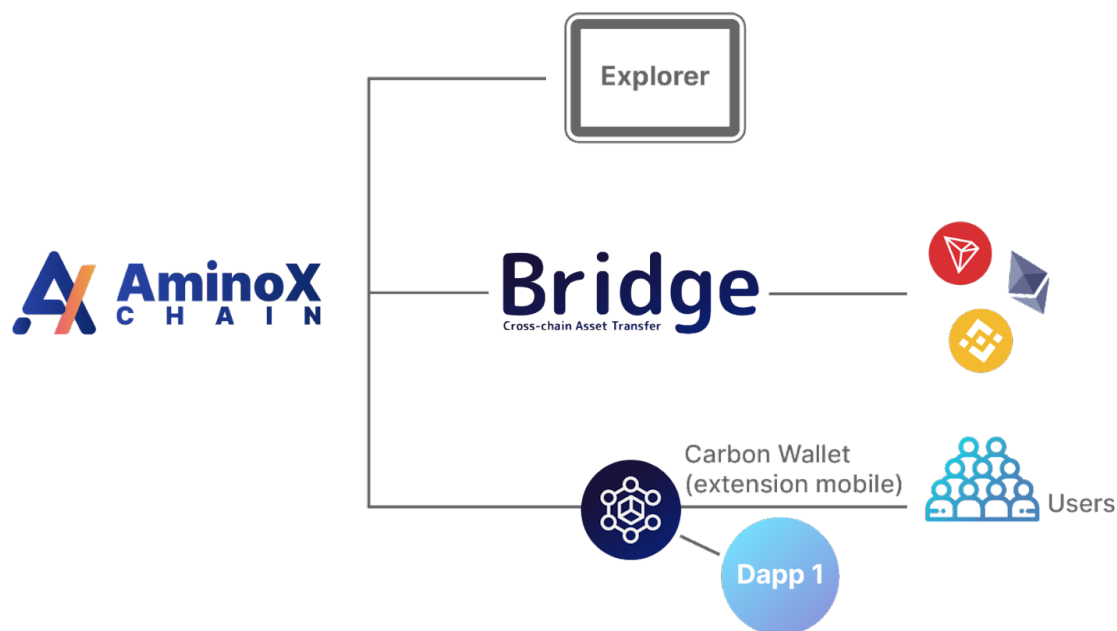 Explorer
AminoX
CHAIN
Bridge
Cross-chain Asset Transfer
Carbon Wallet
(extension mobile)
Users
Dapp 1